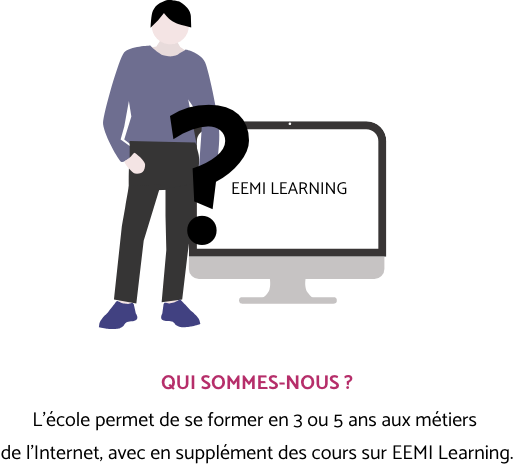 ?
EEMI LEARNING
QUI SOMMES-NOUS ?
L’école permet de se former en 3 ou 5 ans aux métiers
de l’Internet, avec en supplément des cours sur EEMI Learning.